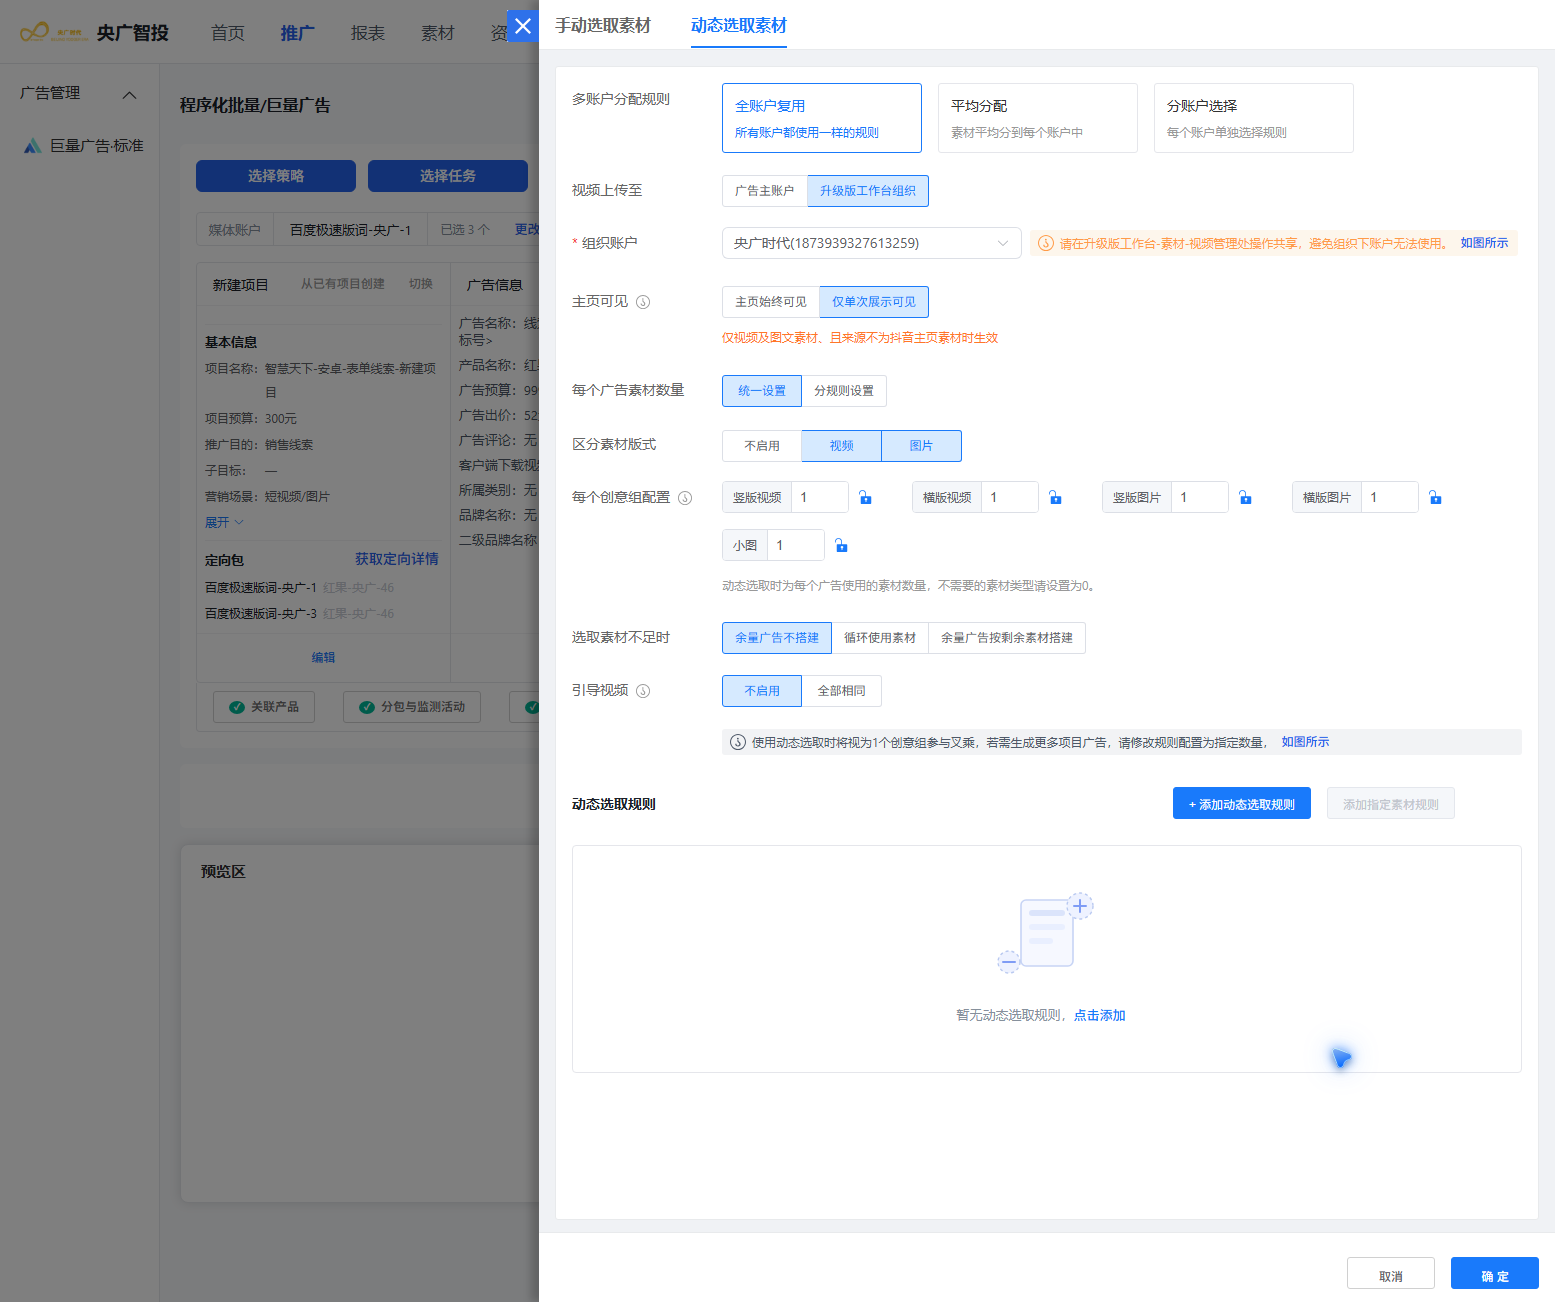 央广智投
首页
推广
报表
素材
广告管理
巨量广告·标准
程序化批量/巨量广告
选择策略
选择任务
媒体账户
百度极速版词-央广-1
已选 3 个
更改
新建项目
从已有项目创建
切换
广告信息
基本信息
项目名称: 智慧天下-安卓-表单线索-新建项
目
项目预算: 300元
推广目的: 销售线索
子目标: —
营销场景: 短视频/图片
展开
定向包
获取定向详情
百度极速版词-央广-1 红果-央广-46
百度极速版词-央广-3 红果-央广-46
编辑
广告名称:
标号>
产品名称: 红
广告预算: 99
广告出价: 52
广告评论: 无
客户端下载视
所属类别: 无
品牌名称: 无
二级品牌名称
关联产品
分包与监测活动
预览区
手动选取素材
动态选取素材
多账户分配规则
全账户复用
所有账户都使用一样的规则
平均分配
素材平均分到每个账户中
分账户选择
每个账户单独选择规则
视频上传至
广告主账户
升级版工作台组织
* 组织账户
央广时代(1873939327613259)
请在升级版工作台-素材-视频管理处操作共享，避免组织下账户无法使用。 如图所示
主页可见
主页始终可见
仅单次展示可见
仅视频及图文素材、且来源不为抖音主页素材时生效
每个广告素材数量
统一设置
分规则设置
区分素材版式
不启用
视频
图片
每个创意组配置
竖版视频 1
横版视频 1
竖版图片 1
横版图片 1
小图 1
动态选取时为每个广告使用的素材数量，不需要的素材类型请设置为0。
选取素材不足时
余量广告不搭建
循环使用素材
余量广告按剩余素材搭建
引导视频
不启用
全部相同
使用动态选取时将视为1个创意组参与叉乘，若需生成更多项目广告，请修改规则配置为指定数量， 如图所示
动态选取规则
+ 添加动态选取规则
添加指定素材规则
暂无动态选取规则，点击添加
取消
确 定